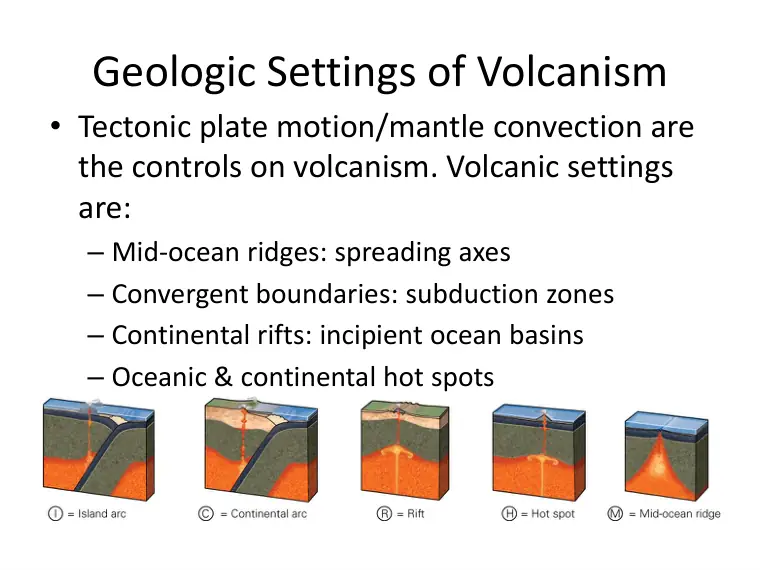 Geologic Settings of Volcanism
• Tectonic plate motion/mantle convection are
the controls on volcanism. Volcanic settings
are:
– Mid-ocean ridges: spreading axes
– Convergent boundaries: subduction zones
– Continental rifts: incipient ocean basins
– Oceanic & continental hot spots
Ⓘ = Island arc
Ⓒ = Continental arc
Ⓡ = Rift
Ⓗ = Hot spot
Ⓜ = Mid-ocean ridge